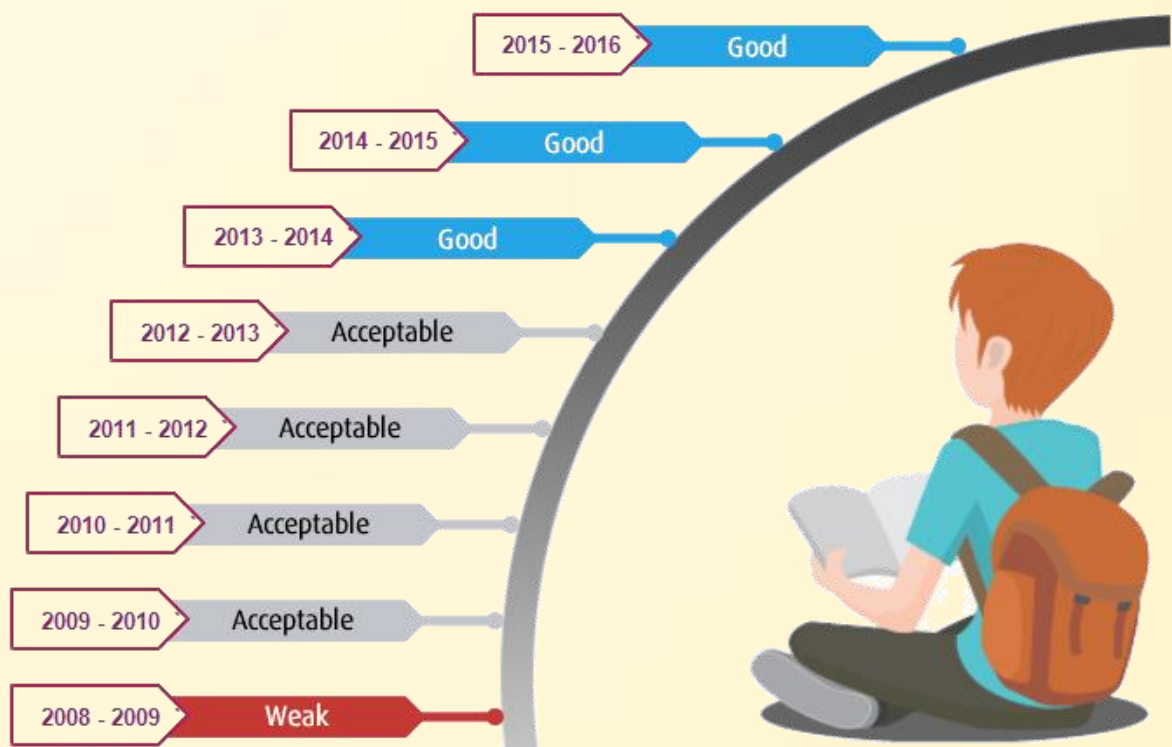 2015 - 2016 Good
2014 - 2015 Good
2013 - 2014 Good
2012 - 2013 Acceptable
2011 - 2012 Acceptable
2010 - 2011 Acceptable
2009 - 2010 Acceptable
2008 - 2009 Weak